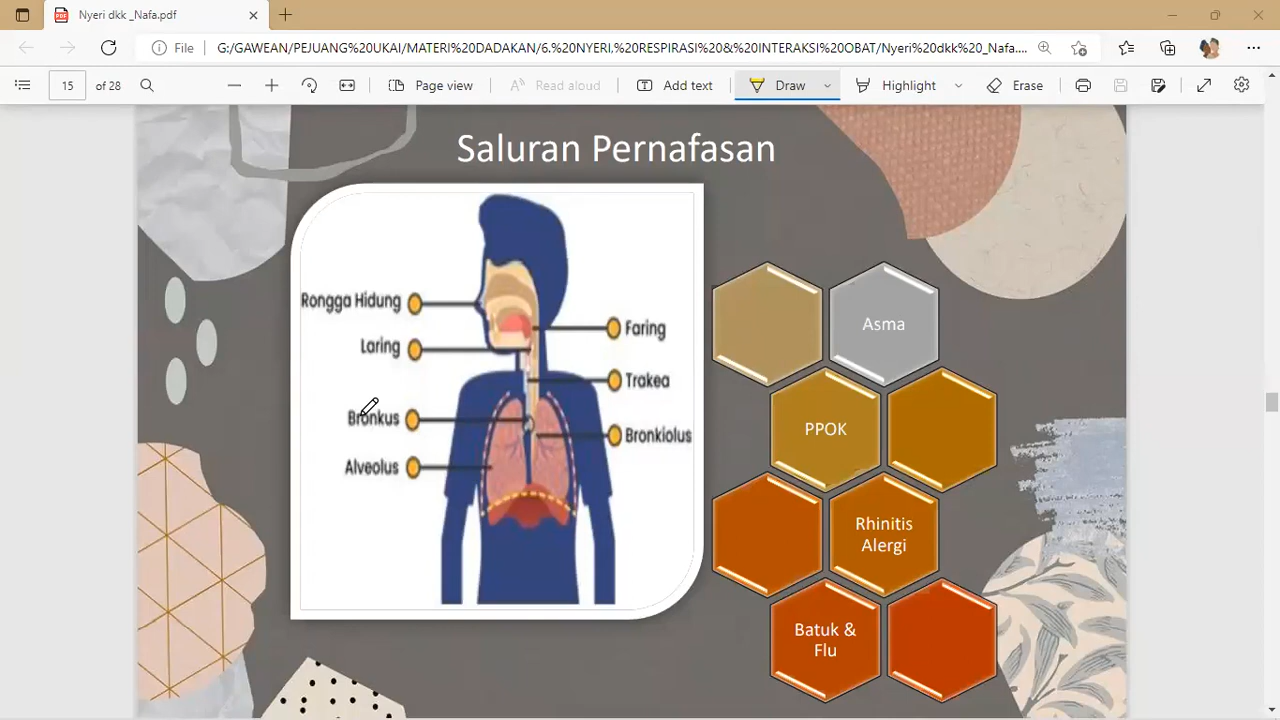 Nyeri dkk _Nafa.pdf
File
G:/GAWEAN/PEJUANG%20UKAI/MATERI%20DADAKAN/6.%20NYERI,%20RESPIRASI%20&%20INTERAKSI%20OBAT/Nyeri%20dkk%20_Nafa....
15 of 28
Page view
Read aloud
Add text
Draw
Highlight
Erase
Saluran Pernafasan
Rongga Hidung
Laring
Bronkus
Alveolus
Faring
Trakea
Bronkiolus
Asma
PPOK
Rhinitis
Alergi
Batuk &
Flu